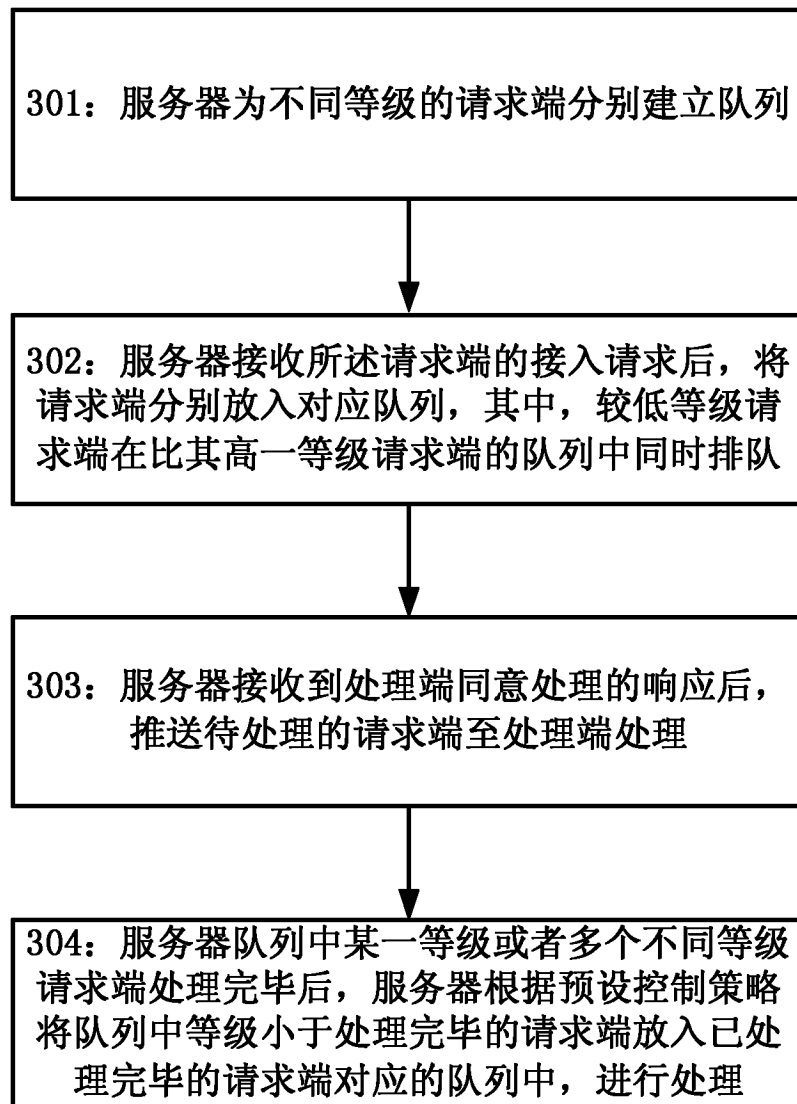 301：服务器为不同等级的请求端分别建立队列
302：服务器接收所述请求端的接入请求后，将
请求端分别放入对应队列，其中，较低等级请
求端在比其高一等级请求端的队列中同时排队
303：服务器接收到处理端同意处理的响应后，
推送待处理的请求端至处理端处理
304：服务器队列中某一等级或者多个不同等级
请求端处理完毕后，服务器根据预设控制策略
将队列中等级小于处理完毕的请求端放入已处
理完毕的请求端对应的队列中，进行处理